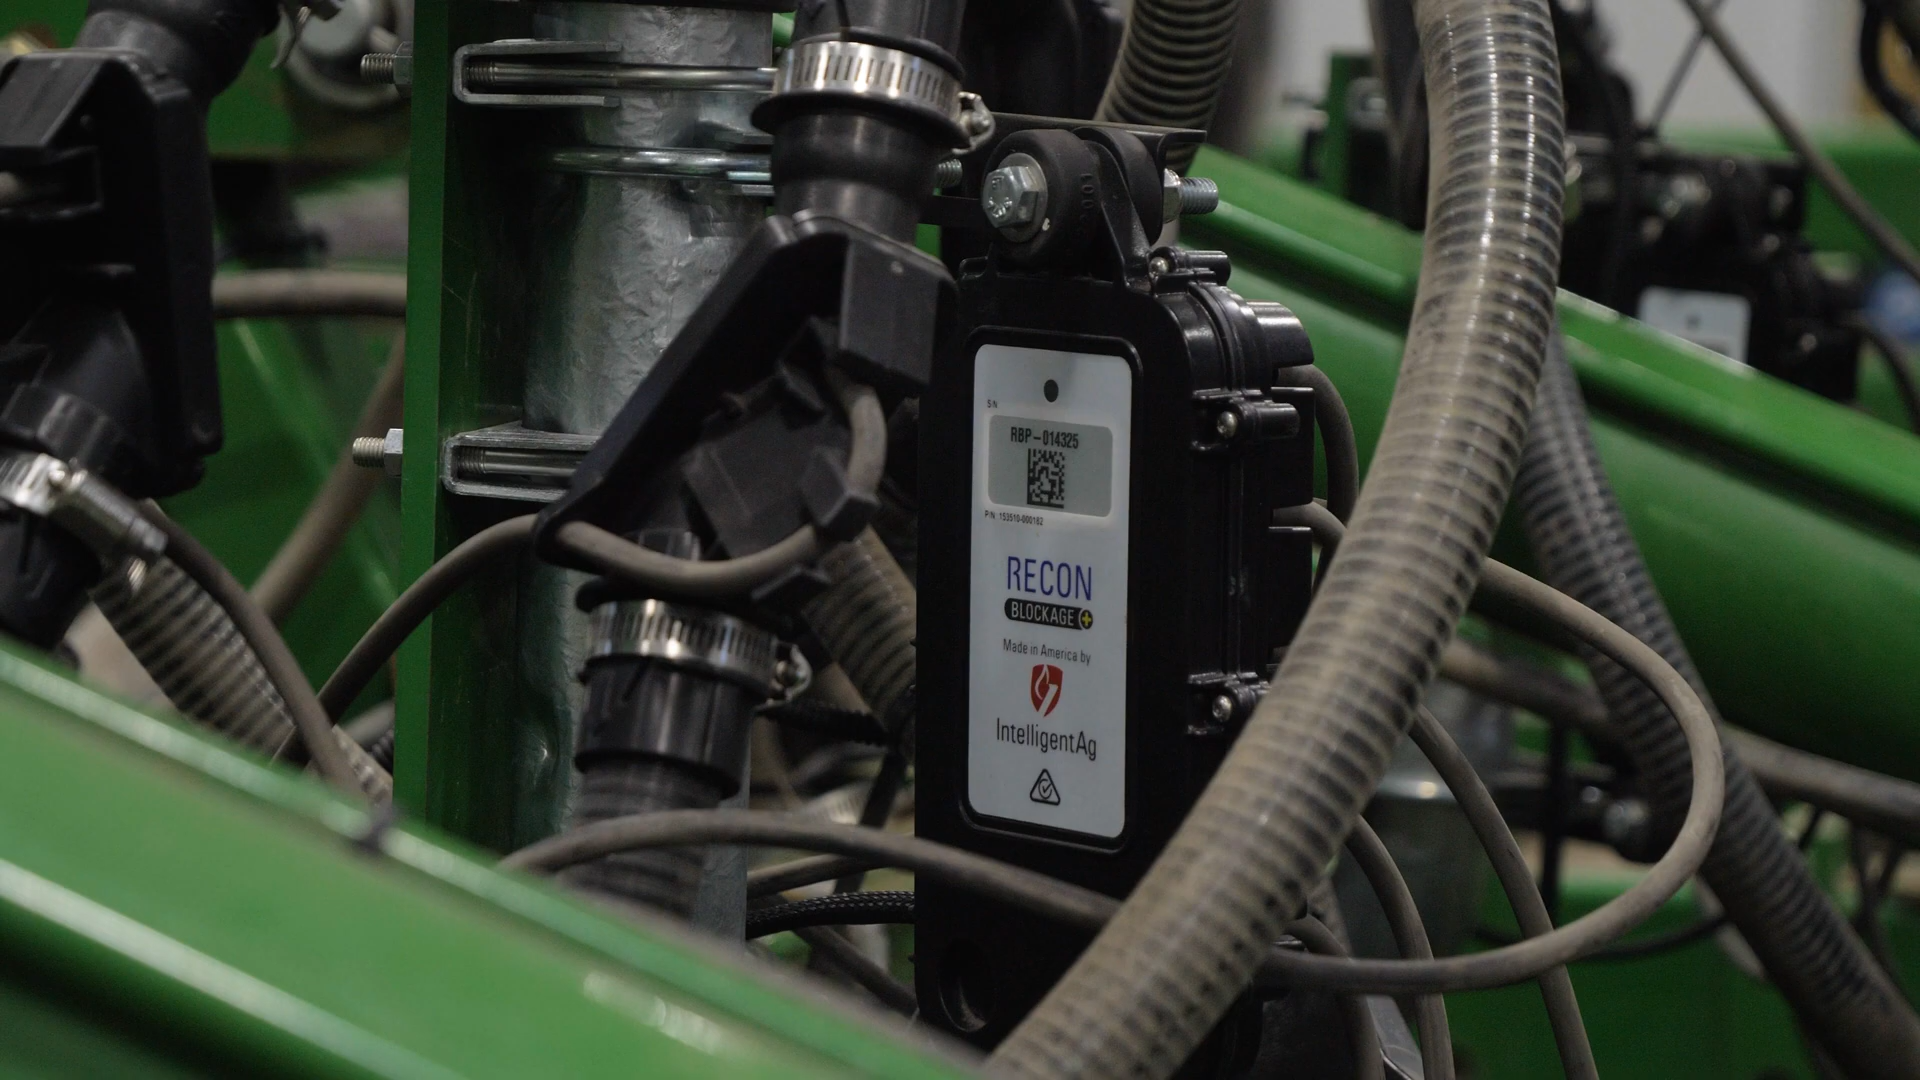 S/N
RBP-014325
P/N 153510-000182
RECON
BLOCKAGE+
Made in America by
IntelligentAg